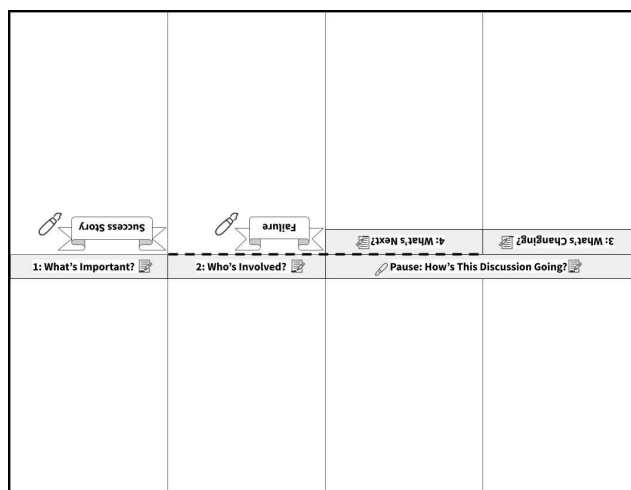 Success Story
Failure
4: What's Next?
3: What's Changing?
1: What's Important?
2: Who's Involved?
Pause: How's This Discussion Going?